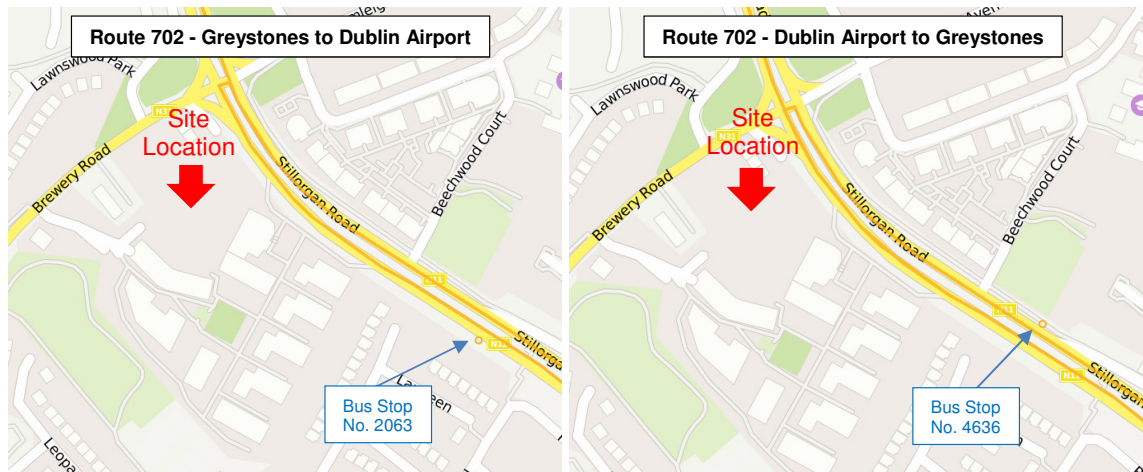 Route 702 - Greystones to Dublin Airport
Lawnswood Park
N31
Site
Location
Brewery Road
Stillorgan Road
Beechwood Court
N11
N11
Bus Stop
No. 2063
Route 702 - Dublin Airport to Greystones
Lawnswood Park
N31
Site
Location
Brewery Road
Stillorgan Road
Beechwood Court
N11
N11
Bus Stop
No. 4636